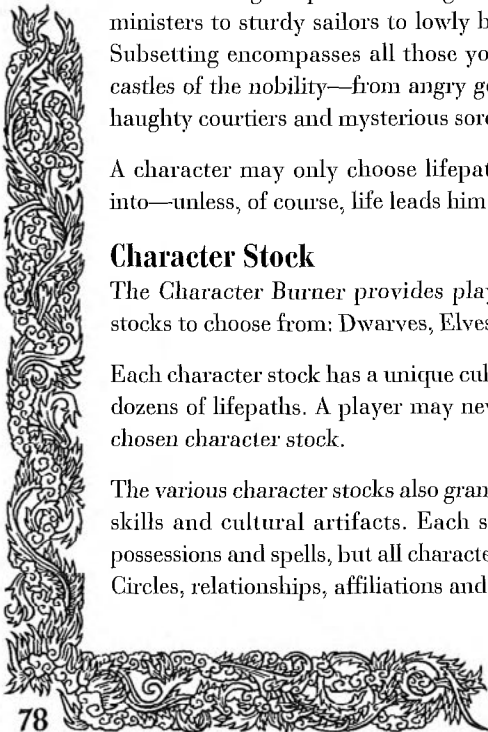 ministers to sturdy sailors to lowly b
Subsetting encompasses all those yo
castles of the nobility—from angry g
haughty courtiers and mysterious sor
A character may only choose lifepat
into—unless, of course, life leads him
Character Stock
The Character Burner provides play
stocks to choose from: Dwarves, Elves
Each character stock has a unique cul
dozens of lifepaths. A player may ne
chosen character stock.
The various character stocks also gran
skills and cultural artifacts. Each s
possessions and spells, but all characte
Circles, relationships, affiliations and
78